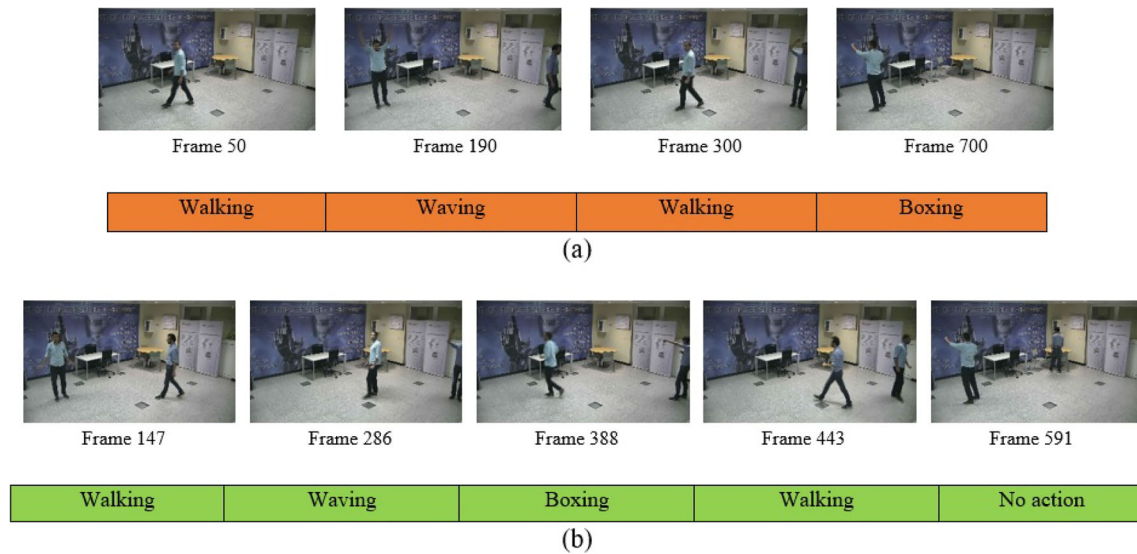 Frame 50 Frame 190 Frame 300 Frame 700
Walking Waving Walking Boxing
(a)
Frame 147 Frame 286 Frame 388 Frame 443 Frame 591
Walking Waving Boxing Walking No action
(b)